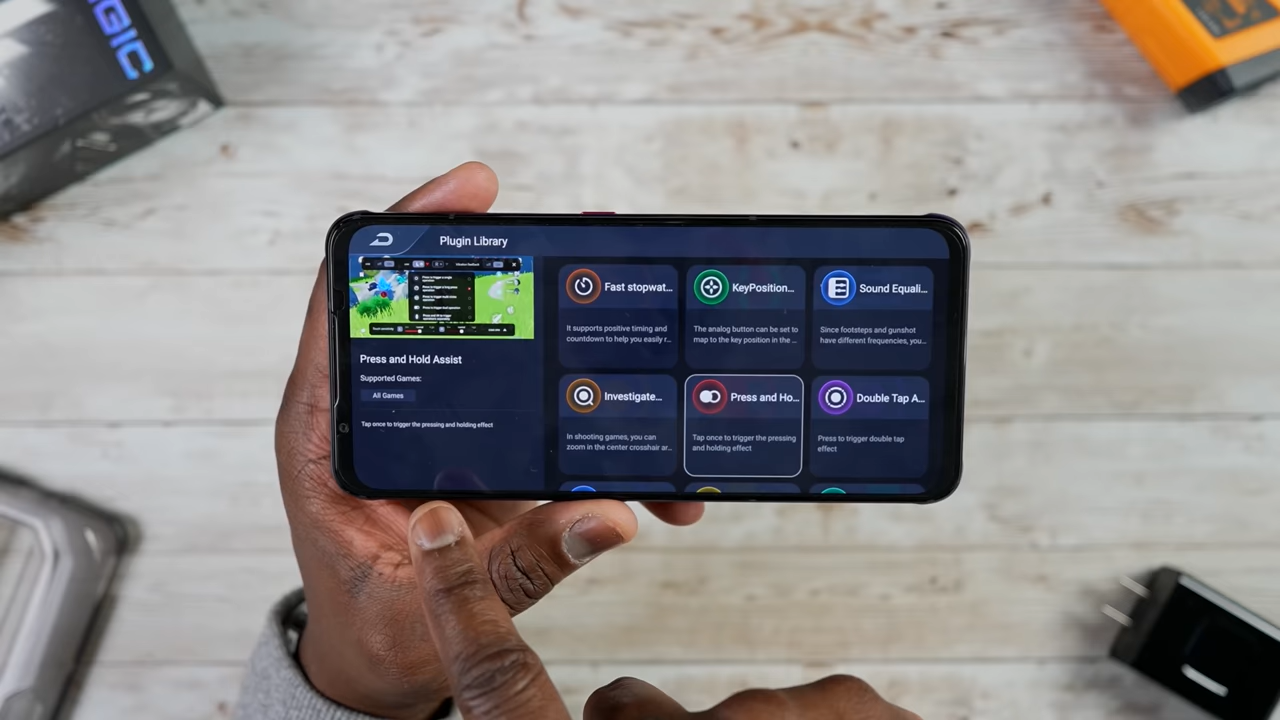 GIC
Plugin Library
Press and Hold Assist
Supported Games:
All Games
Tap once to trigger the pressing and holding effect
Fast stopwat...
It supports positive timing and
countdown to help you easily r...
KeyPosition...
The analog button can be set to
map to the key position in the ...
Sound Equali...
Since footsteps and gunshot
have different frequencies, you...
Investigate...
In shooting games, you can
zoom in the center crosshair ar...
Press and Ho...
Tap once to trigger the pressing
and holding effect
Double Tap A...
Press to trigger double tap
effect